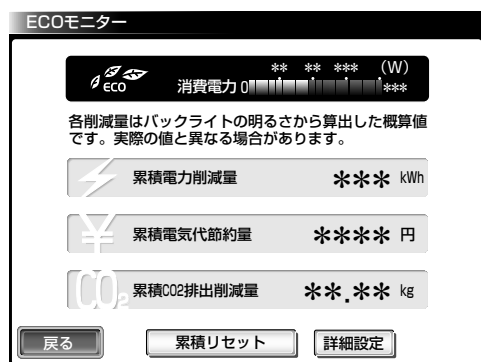 ECOモニター
** ** *** (W)
eco 消費電力 0 ***
各削減量はバックライトの明るさから算出した概算値
です。実際の値と異なる場合があります。
累積電力削減量 *** kWh
¥ 累積電気代節約量 **** 円
CO2 累積CO2排出削減量 **.** kg
戻る 累積リセット 詳細設定